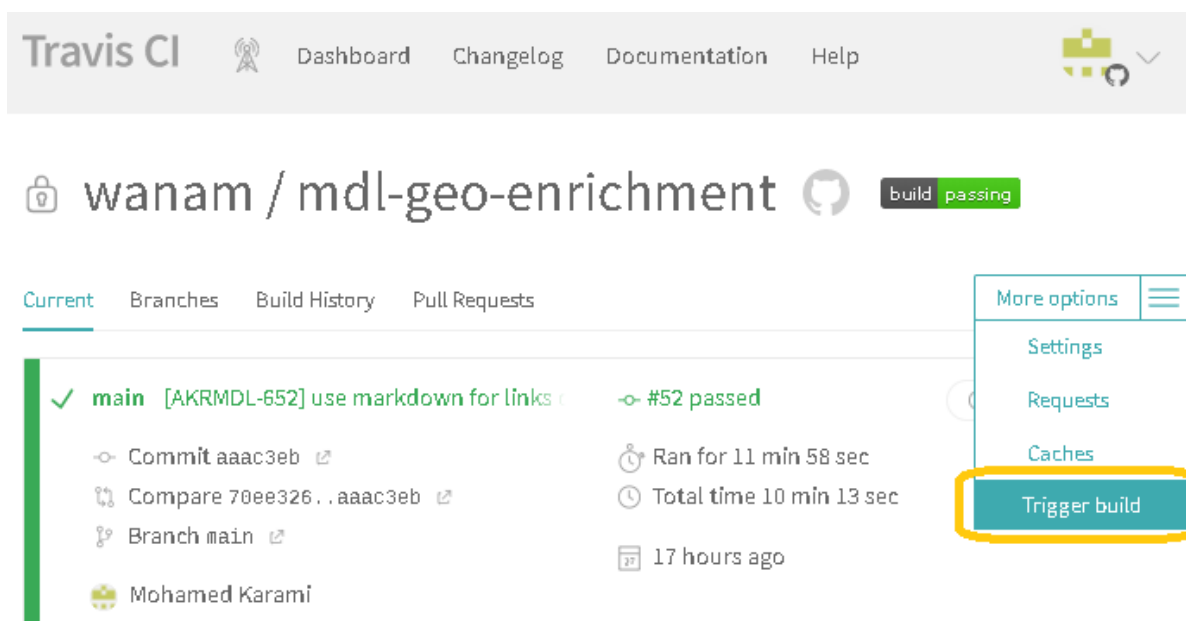 Travis CI Dashboard Changelog Documentation Help
wanam / mdl-geo-enrichment build passing
Current Branches Build History Pull Requests More options
Settings
main [AKRMDL-652] use markdown for links #52 passed
Requests
Commit aaac3eb Ran for 11 min 58 sec
Caches
Compare 70ee326..aaac3eb Total time 10 min 13 sec
Trigger build
Branch main
17 hours ago
Mohamed Karami